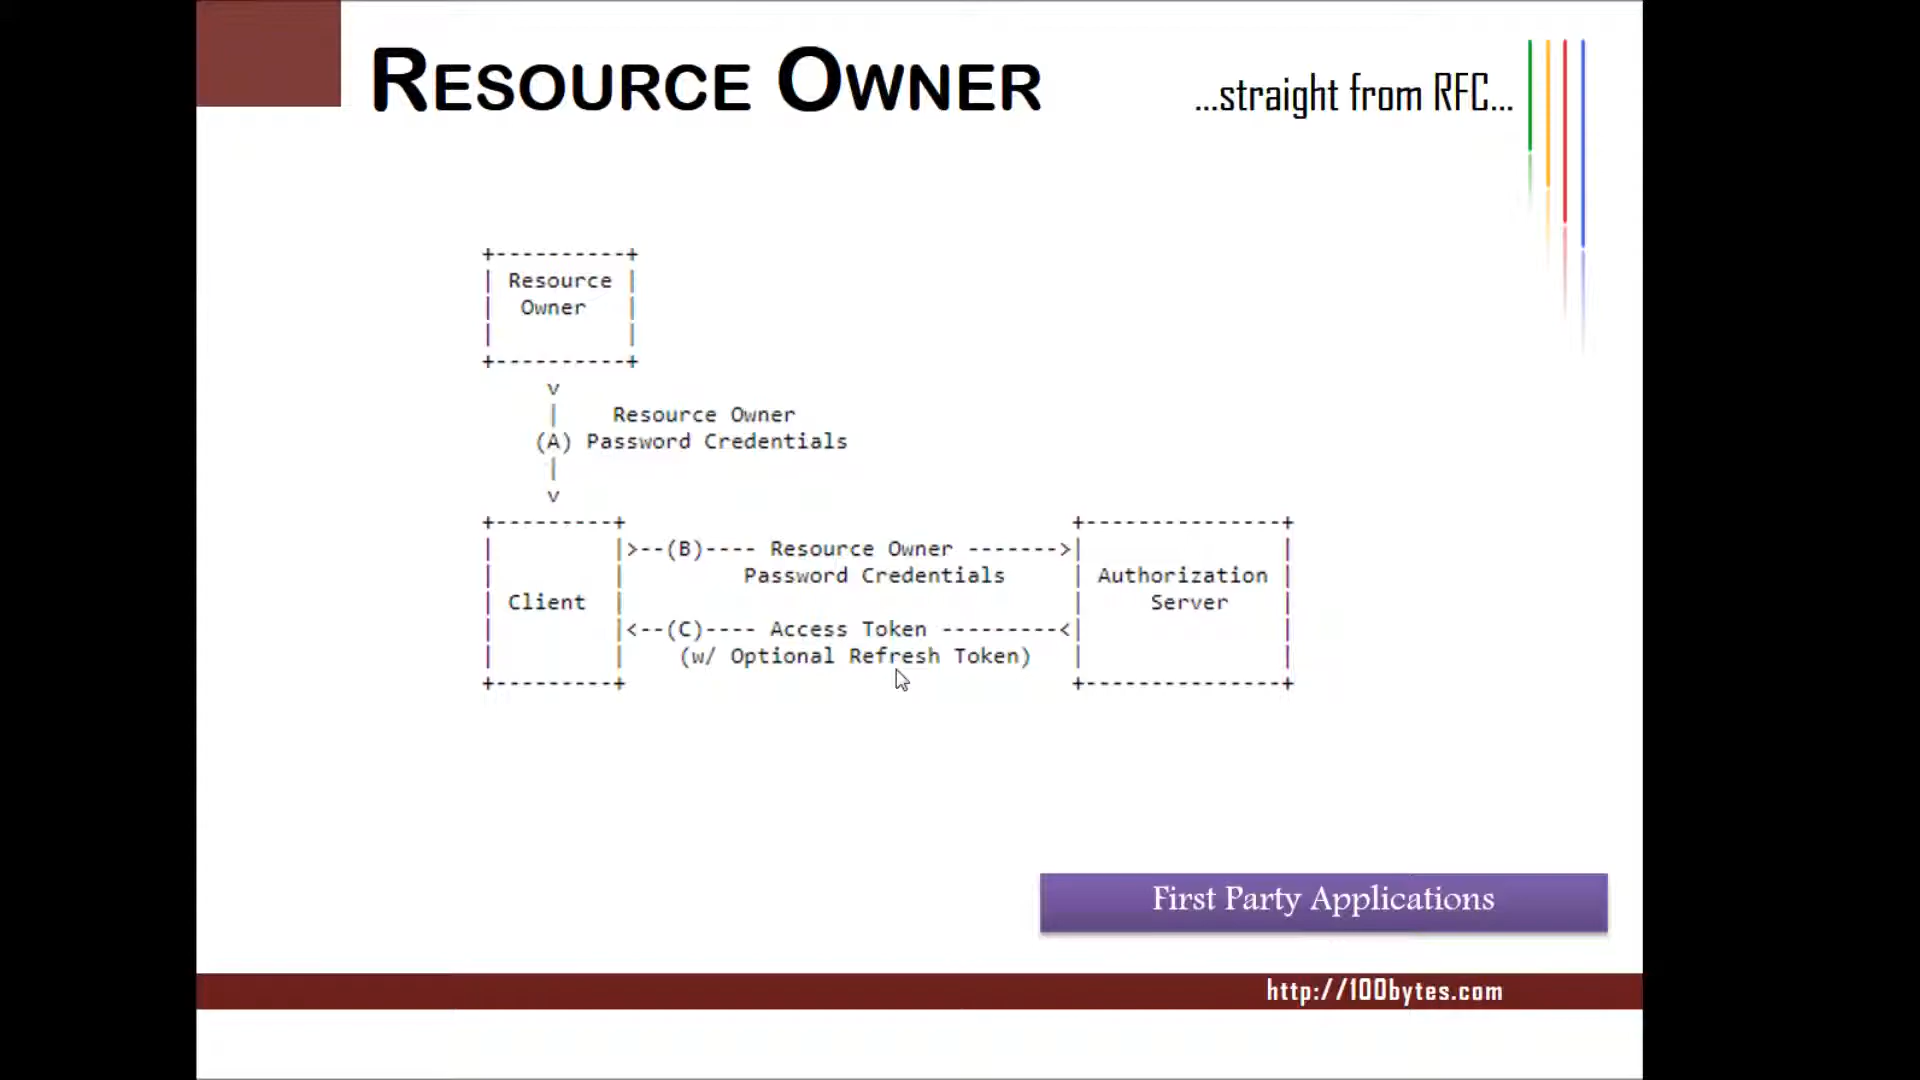 RESOURCE OWNER
...straight from RFC...
+----------+
| Resource |
| Owner |
| |
+----------+
v
| Resource Owner
(A) Password Credentials
|
v
+---------+ +---------------+
| |>--(B)---- Resource Owner ------->| |
| | Password Credentials | Authorization |
| Client | | Server |
| |<--(C)---- Access Token ---------<| |
| | (w/ Optional Refresh Token) | |
+---------+ +---------------+
First Party Applications
http://100bytes.com